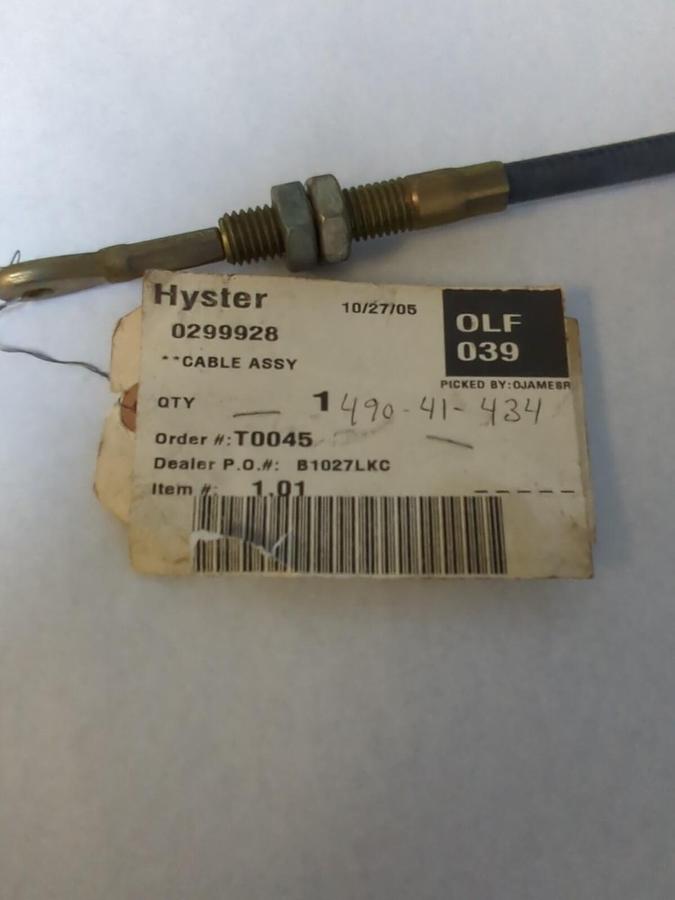 Hyster 10/27/05
OLF
039
0299928
**CABLE ASSY
PICKED BY:
QTY 1 490-41-434
Order #:T0045
Dealer P.O.#: B1027LKC
Item #: 1.01